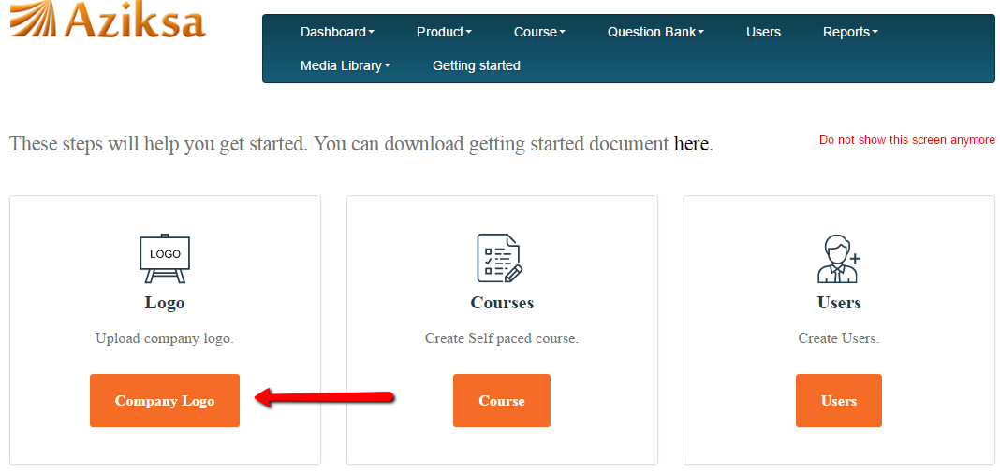 Aziksa
Dashboard Product Course Question Bank Users Reports
Media Library Getting started
These steps will help you get started. You can download getting started document here.
Do not show this screen anymore
LOGO
Logo
Upload company logo.
Company Logo
Courses
Create Self paced course.
Course
Users
Create Users.
Users